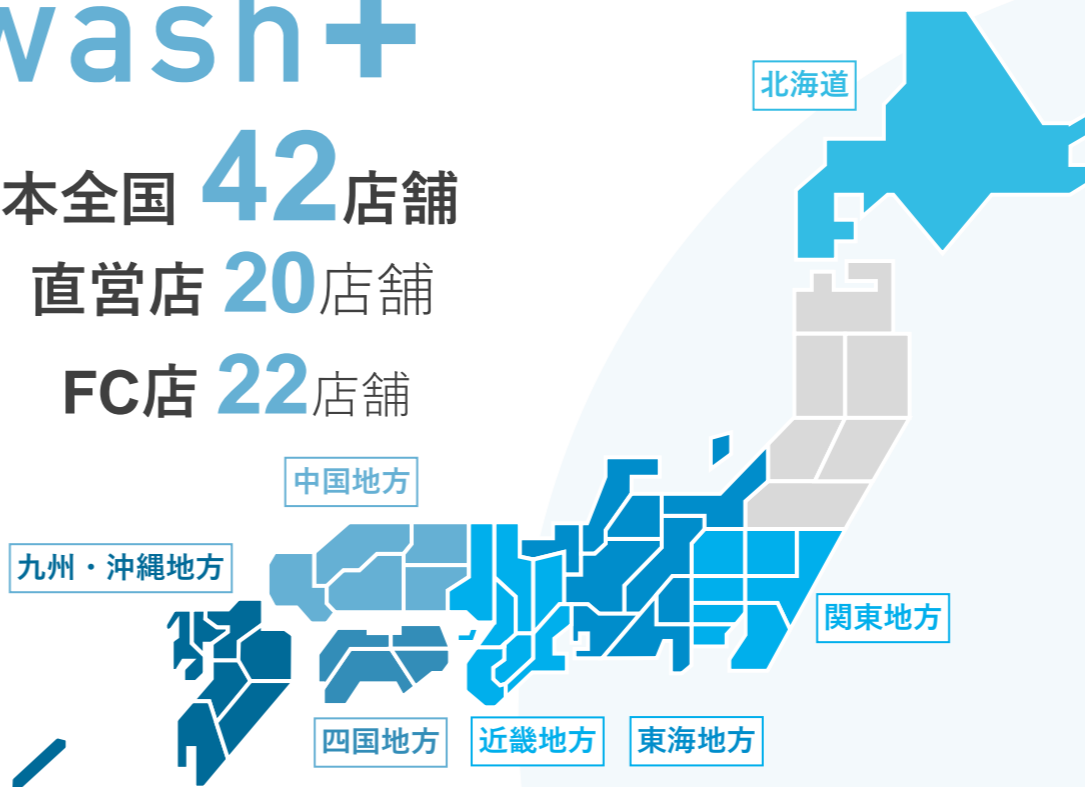 wash+
本全国 42店舗
直営店 20店舗
FC店 22店舗
北海道
中国地方
九州・沖縄地方
関東地方
四国地方
近畿地方
東海地方